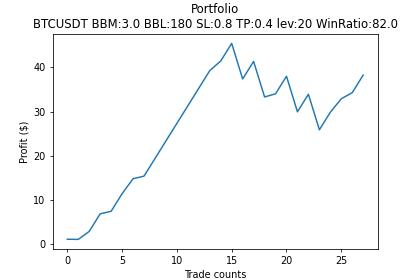 Portfolio
BTCUSDT BBM:3.0 BBL:180 SL:0.8 TP:0.4 lev:20 WinRatio:82.0
40
30
20
10
0
Profit ($)
0 5 10 15 20 25
Trade counts